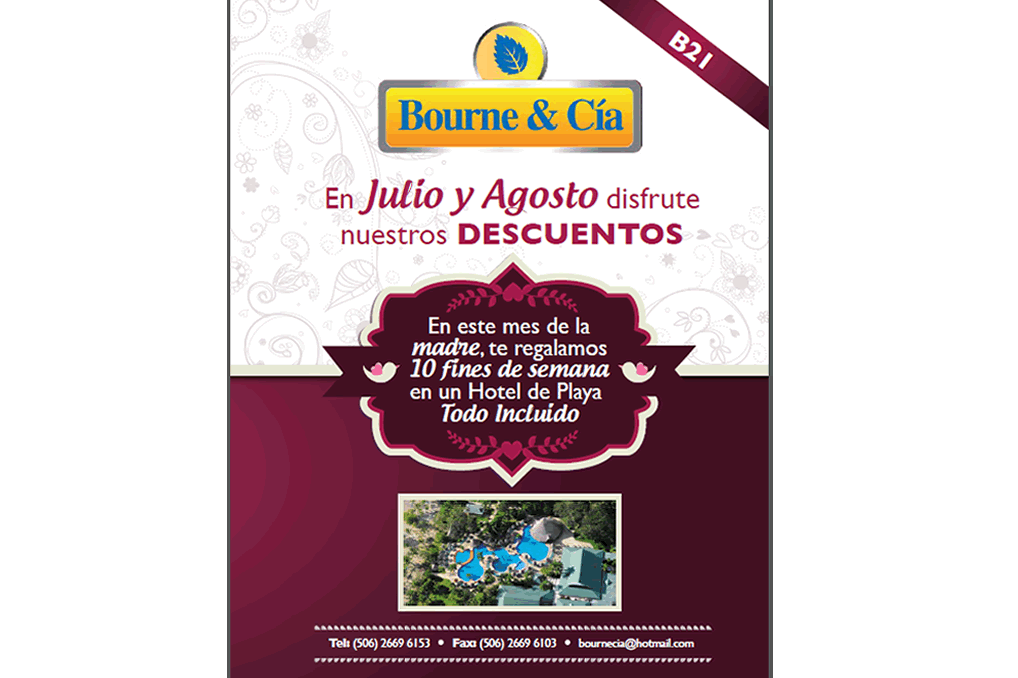 B21
Bourne & Cía
En Julio y Agosto disfrute
nuestros DESCUENTOS
En este mes de la
madre, te regalamos
10 fines de semana
en un Hotel de Playa
Todo Incluido
Tel: (506) 2669 6153 • Fax: (506) 2669 6103 • bournecia@hotmail.com